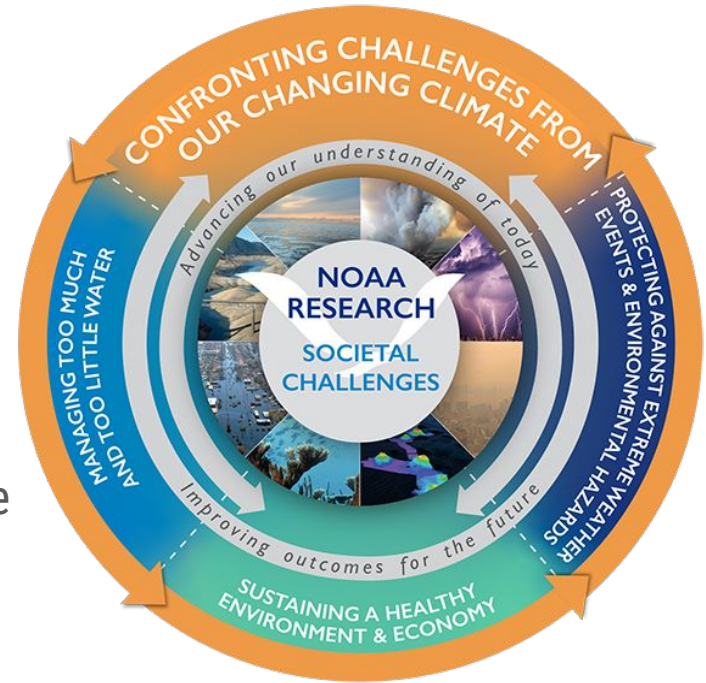 CONFRONTING CHALLENGES FROM
OUR CHANGING CLIMATE
Advancing our understanding of today
PROTECTING AGAINST EXTREME WEATHER
EVENTS & ENVIRONMENTAL HAZARDS
MANAGING TOO MUCH
AND TOO LITTLE WATER
NOAA
RESEARCH
SOCIETAL
CHALLENGES
e
Improving outcomes for the future
SUSTAINING A HEALTHY
ENVIRONMENT & ECONOMY